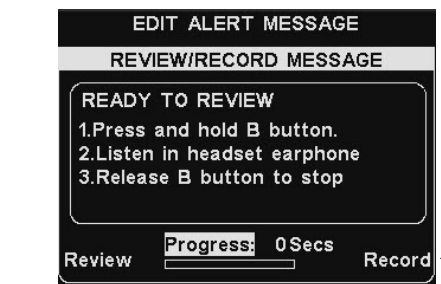 EDIT ALERT MESSAGE
REVIEW/RECORD MESSAGE
READY TO REVIEW
1.Press and hold B button.
2.Listen in headset earphone
3.Release B button to stop
Progress: 0Secs
Review Record